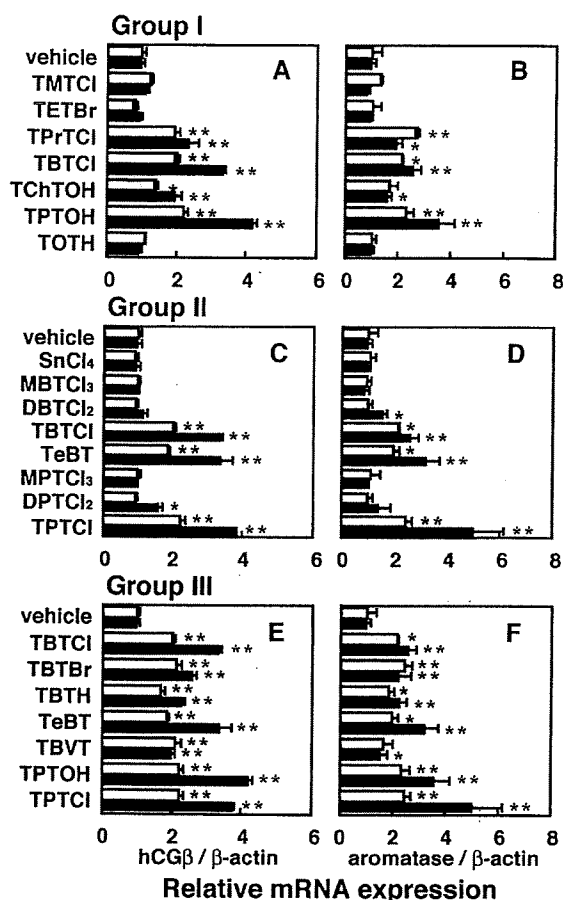 Group I
A
B
vehicle
TMTCl
TETBr
TPrTCl
TBTCl
TChTOH
TPTOH
TOTH
** ** ** ** * ** ** **
** * ** ** * ** **
0 2 4 6 0 2 4 6 8
Group II
C
D
vehicle
SnCl₄
MBTCl₃
DBTCl₂
TBTCl
TeBT
MPTCl₃
DPTCl₂
TPTCl
** ** ** ** * ** **
* * ** * ** ** **
0 2 4 6 0 2 4 6 8
Group III
E
F
vehicle
TBTCl
TBTBr
TBTH
TeBT
TBVT
TPTOH
TPTCl
** ** ** ** ** ** ** ** ** ** ** ** ** **
* ** ** ** * ** * ** * ** ** ** **
0 2 4 6 0 2 4 6 8
hCGβ / β-actin aromatase / β-actin
Relative mRNA expression